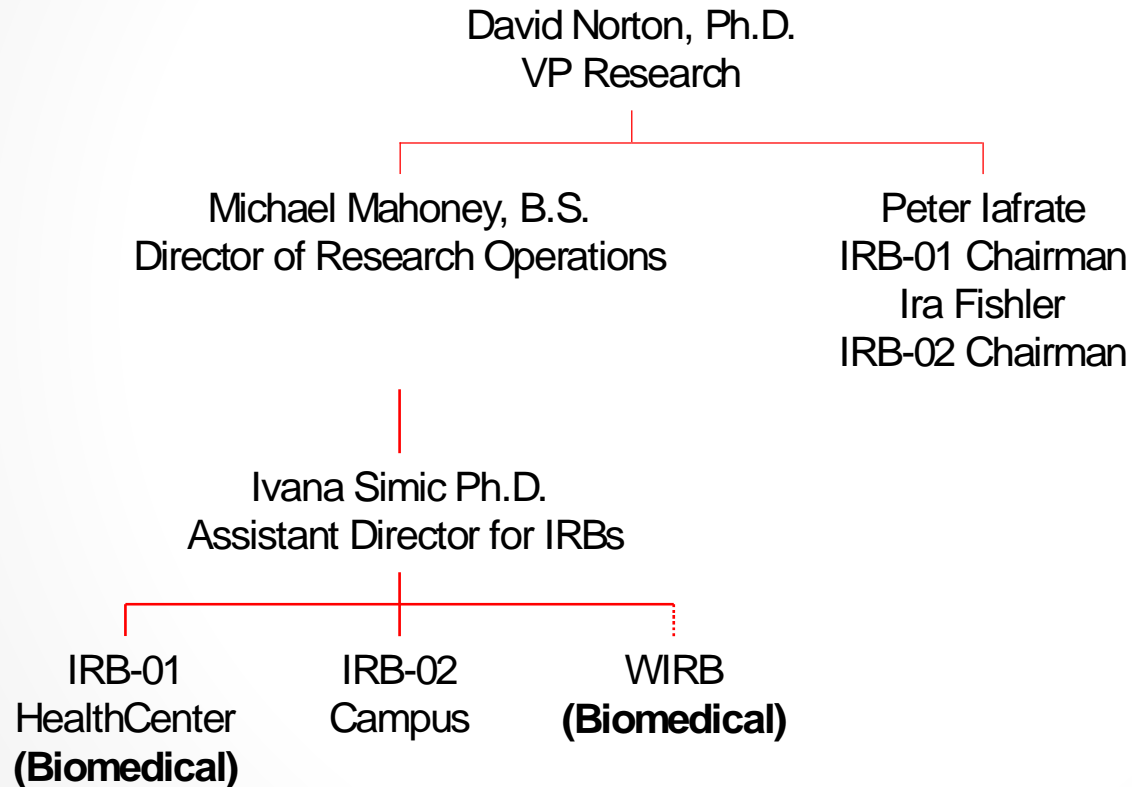 David Norton, Ph.D.
VP Research
Michael Mahoney, B.S.
Director of Research Operations
Peter Iafrate
IRB-01 Chairman
Ira Fishler
IRB-02 Chairman
Ivana Simic Ph.D.
Assistant Director for IRBs
IRB-01
HealthCenter
(Biomedical)
IRB-02
Campus
WIRB
(Biomedical)